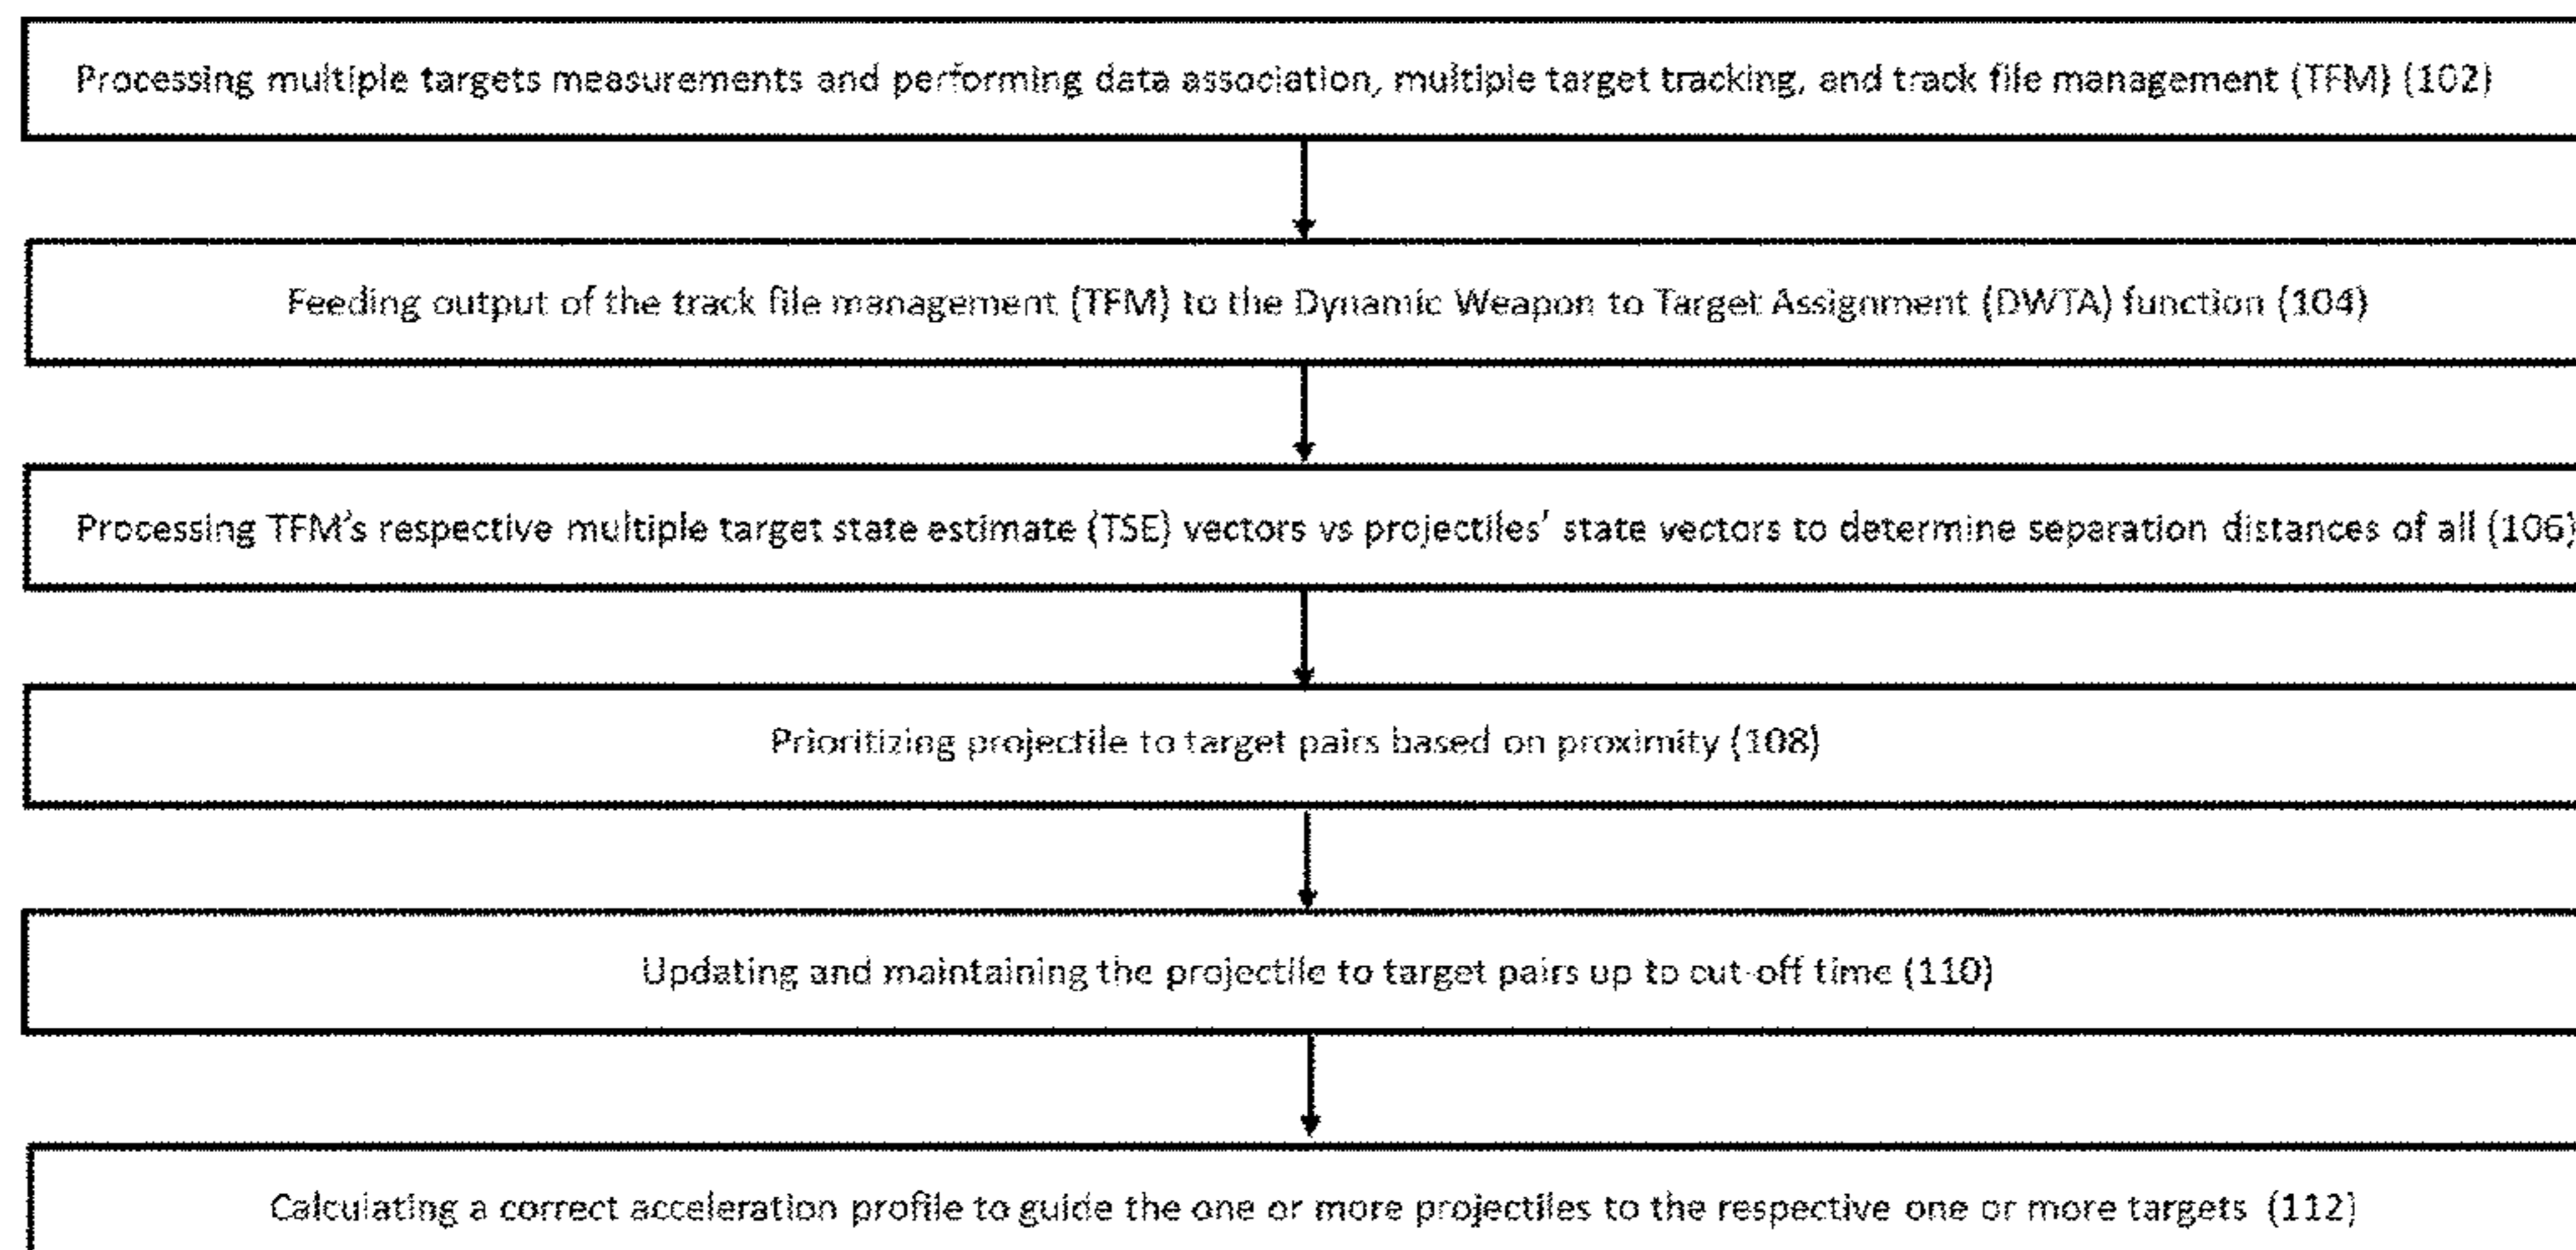 Processing multiple targets measurements and performing data association, multiple target tracking, and track file management (TFM) (102)
Feeding output of the track file management (TFM) to the Dynamic Weapon to Target Assignment (DWTA) function (104)
Processing TFM's respective multiple target state estimate (TSE) vectors vs projectiles' state vectors to determine separation distances of all (106)
Prioritizing projectile to target pairs based on proximity (108)
Updating and maintaining the projectile to target pairs up to cut-off time (110)
Calculating a correct acceleration profile to guide the one or more projectiles to the respective one or more targets (112)